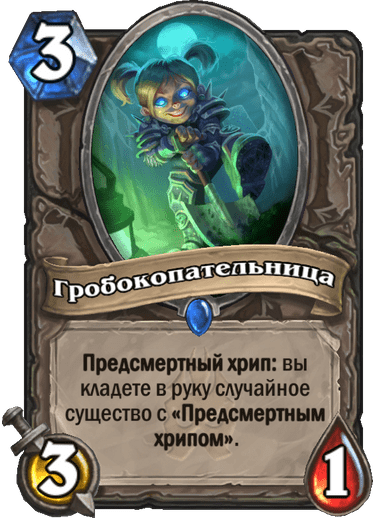 3
Гробокопательница
Предсмертный хрип: вы
кладете в руку случайное
существо с «Предсмертным
хрипом».
3
1